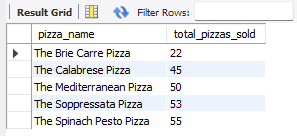 Result Grid Filter Rows:
pizza_name total_pizzas_sold
The Brie Carre Pizza 22
The Calabrese Pizza 45
The Mediterranean Pizza 50
The Soppressata Pizza 53
The Spinach Pesto Pizza 55